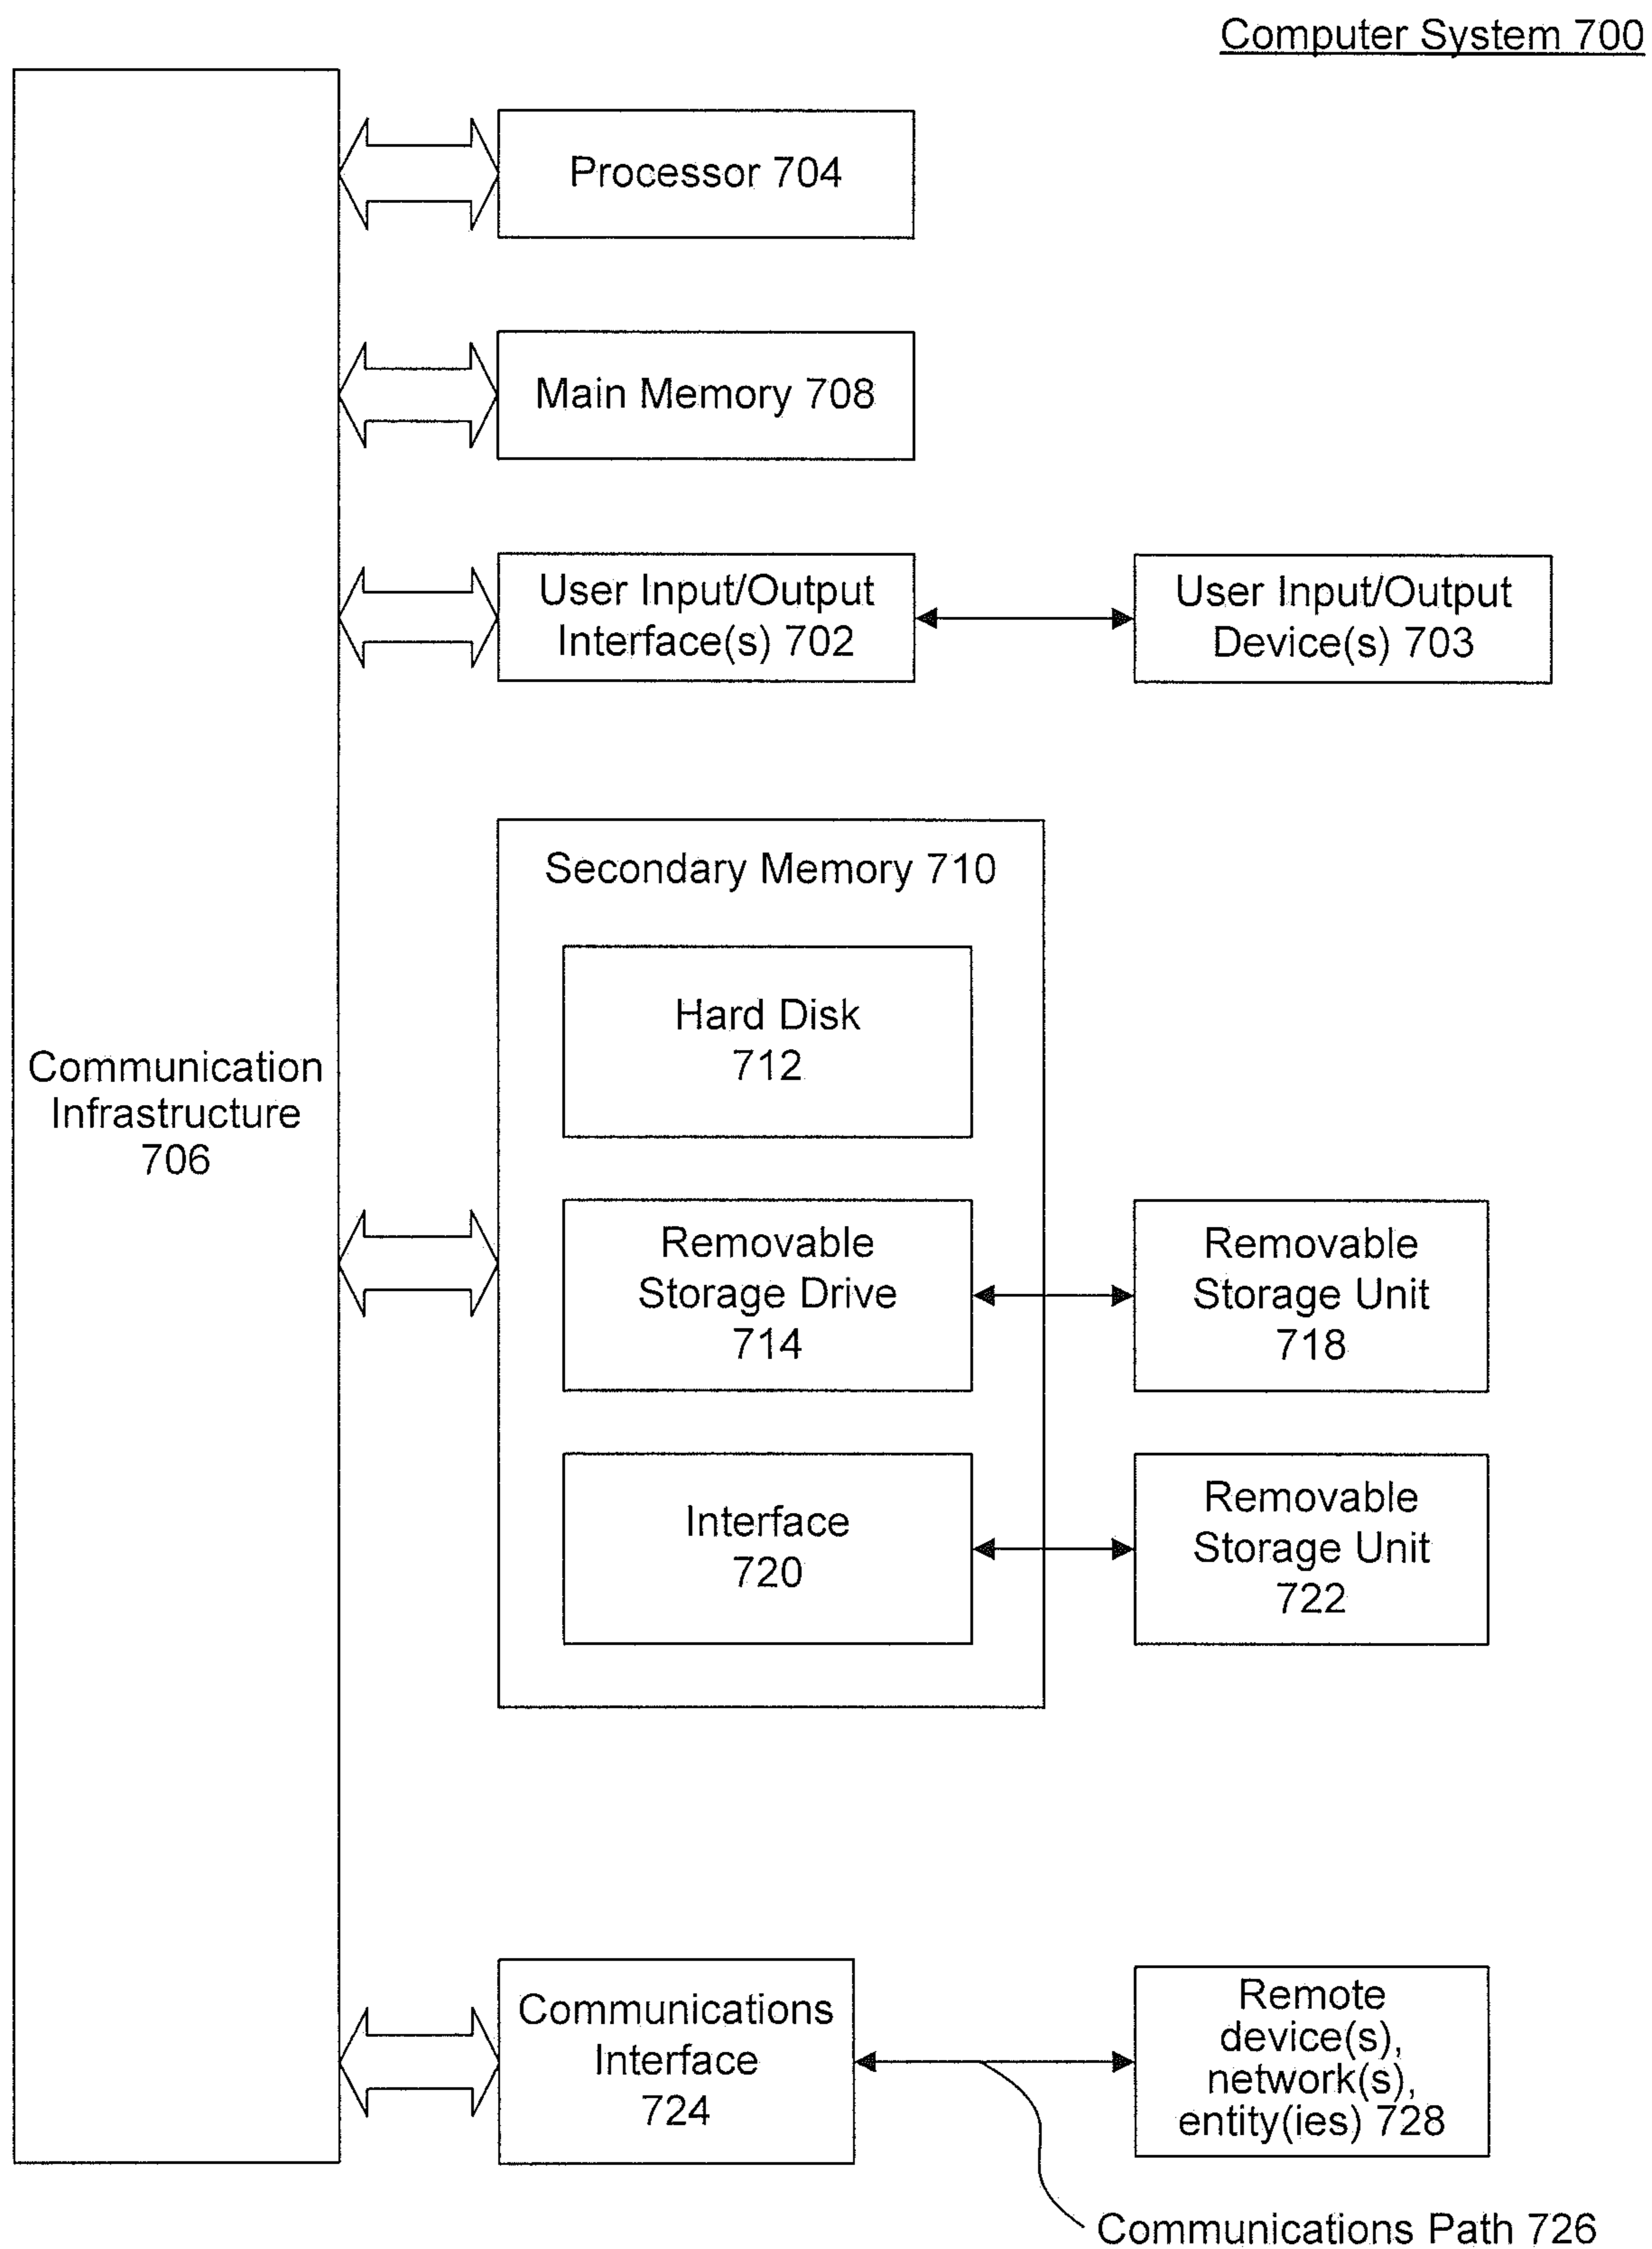 Computer System 700
Processor 704
Main Memory 708
User Input/Output
Interface(s) 702
User Input/Output
Device(s) 703
Secondary Memory 710
Hard Disk
712
Communication
Infrastructure
706
Removable
Storage Drive
714
Removable
Storage Unit
718
Interface
720
Removable
Storage Unit
722
Communications
Interface
724
Remote
device(s),
network(s),
entity(ies) 728
Communications Path 726